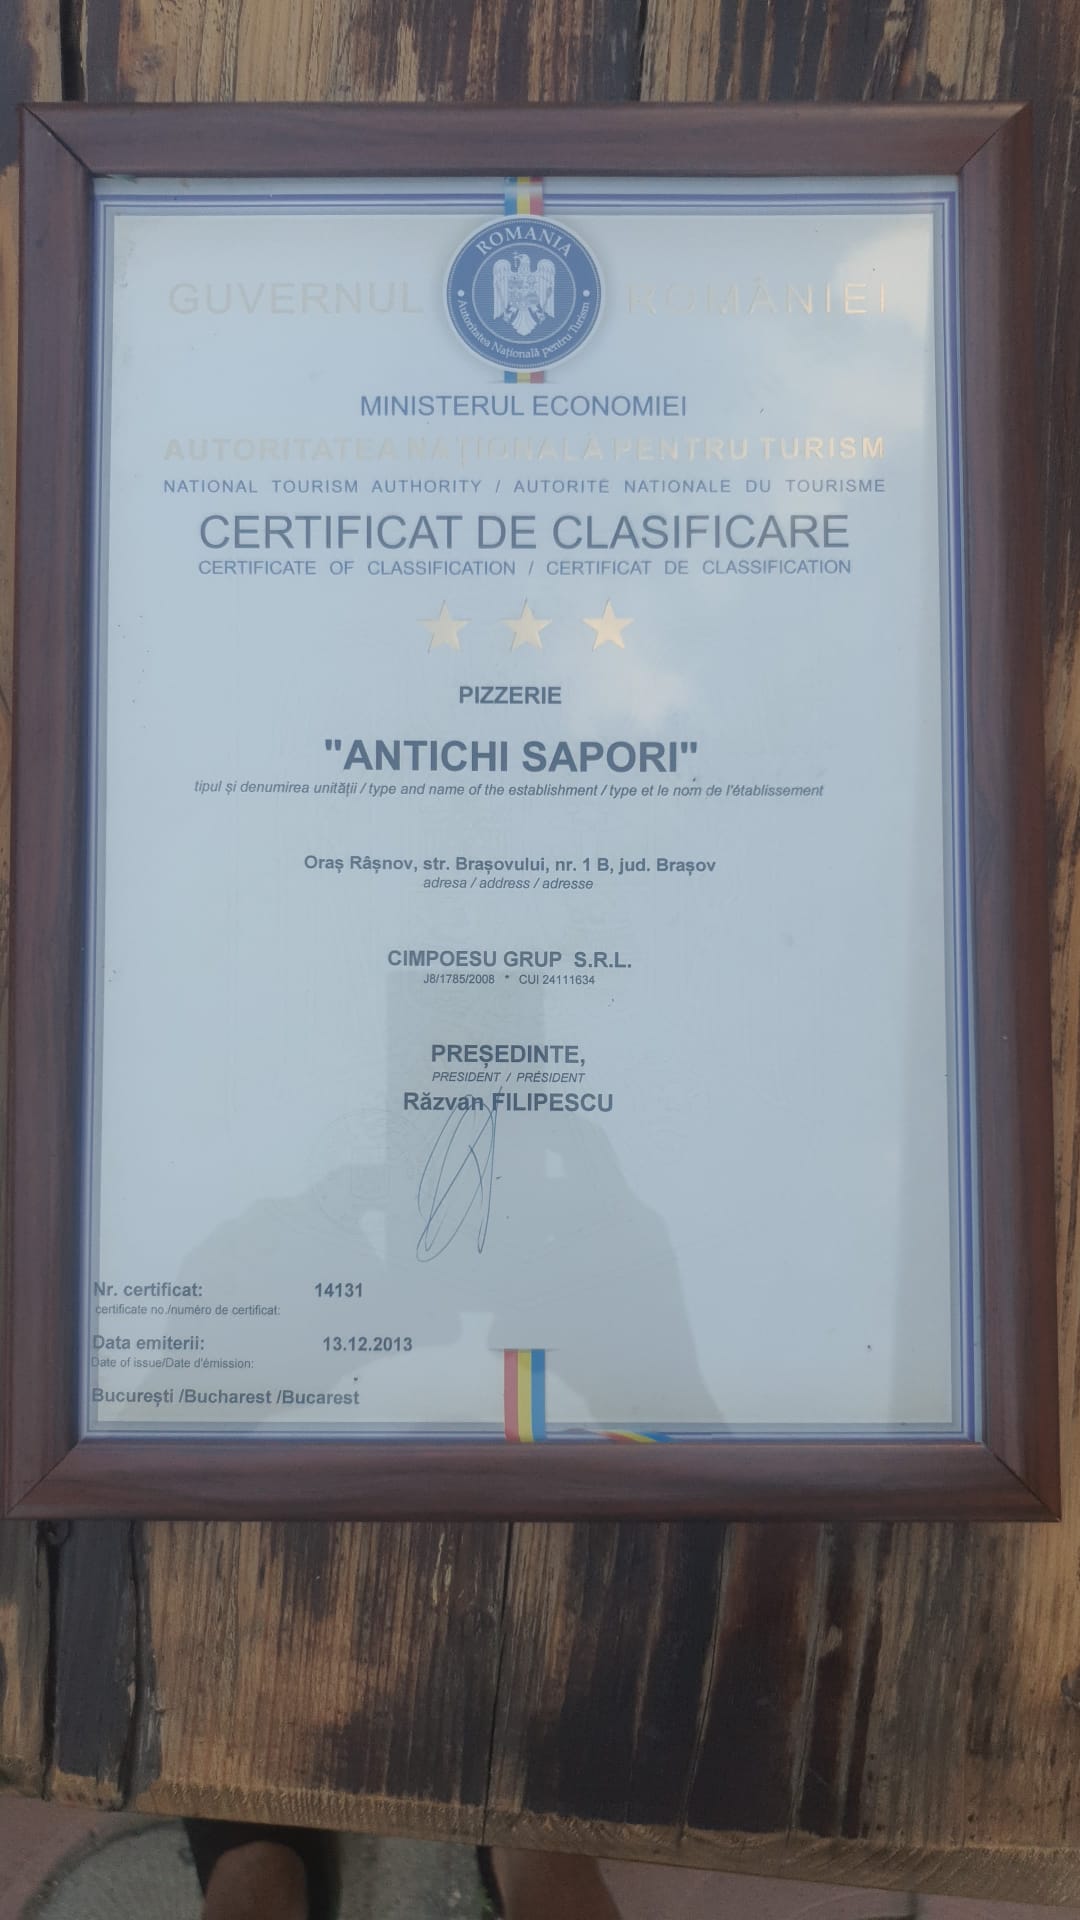 ROMANIA
Autoritatea Națională pentru Turism
GUVERNUL ROMÂNIEI
MINISTERUL ECONOMIEI
AUTORITATEA NAȚIONALĂ PENTRU TURISM
NATIONAL TOURISM AUTHORITY / AUTORITE NATIONALE DU TOURISME
CERTIFICAT DE CLASIFICARE
CERTIFICATE OF CLASSIFICATION / CERTIFICAT DE CLASSIFICATION
PIZZERIE
"ANTICHI SAPORI"
tipul și denumirea unității / type and name of the establishment / type et le nom de l'établissement
Oraș Râșnov, str. Brașovului, nr. 1 B, jud. Brașov
adresa / address / adresse
CIMPOESU GRUP S.R.L.
J8/1785/2008 * CUI 24111634
PREȘEDINTE,
PRESIDENT / PRÉSIDENT
Răzvan FILIPESCU
Nr. certificat: 14131
certificate no./numéro de certificat:
Data emiterii: 13.12.2013
Date of issue/Date d'émission:
București /Bucharest /Bucarest